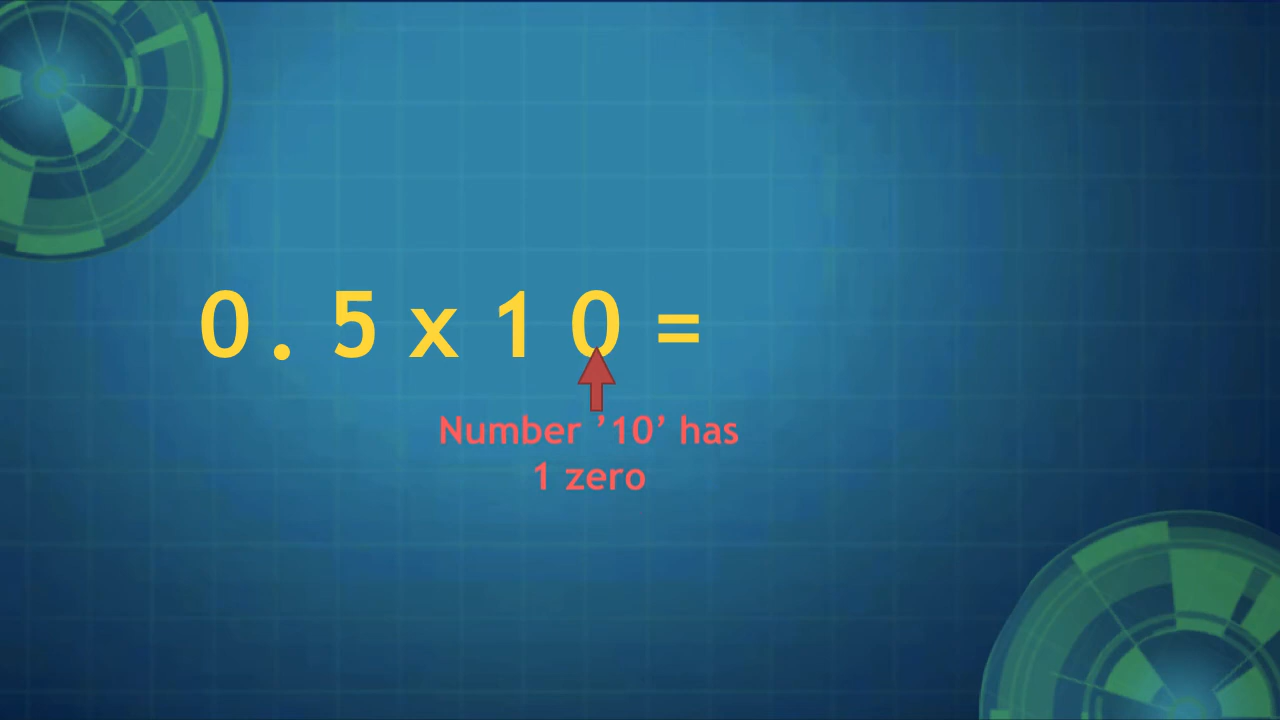 0 . 5 x 1 0 =
Number ’10’ has
1 zero